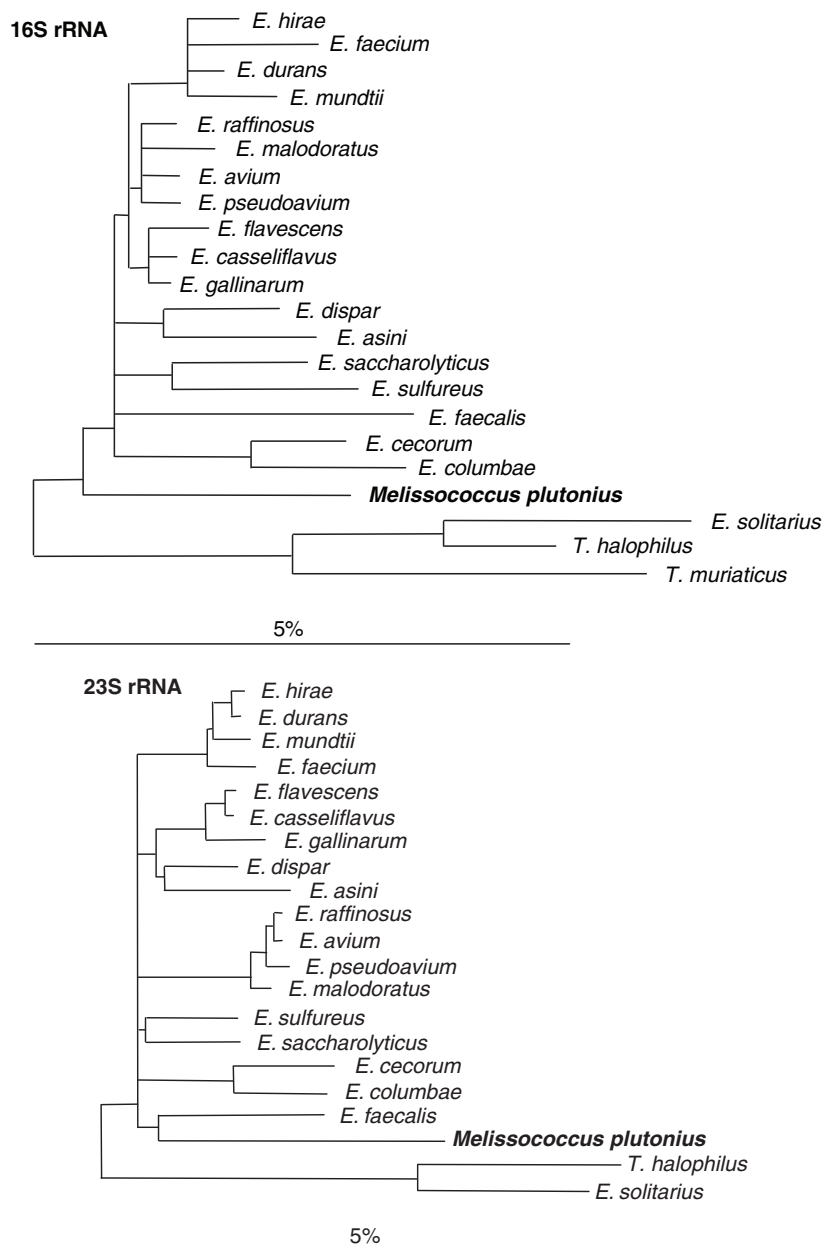 16S rRNA
E. hirae
E. faecium
E. durans
E. mundtii
E. raffinosus
E. malodoratus
E. avium
E. pseudoavium
E. flavescens
E. casseliflavus
E. gallinarum
E. dispar
E. asini
E. saccharolyticus
E. sulfureus
E. faecalis
E. cecorum
E. columbae
Melissococcus plutonius
E. solitarius
T. halophilus
T. muriaticus
5%
23S rRNA
E. hirae
E. durans
E. mundtii
E. faecium
E. flavescens
E. casseliflavus
E. gallinarum
E. dispar
E. asini
E. raffinosus
E. avium
E. pseudoavium
E. malodoratus
E. sulfureus
E. saccharolyticus
E. cecorum
E. columbae
E. faecalis
Melissococcus plutonius
T. halophilus
E. solitarius
5%